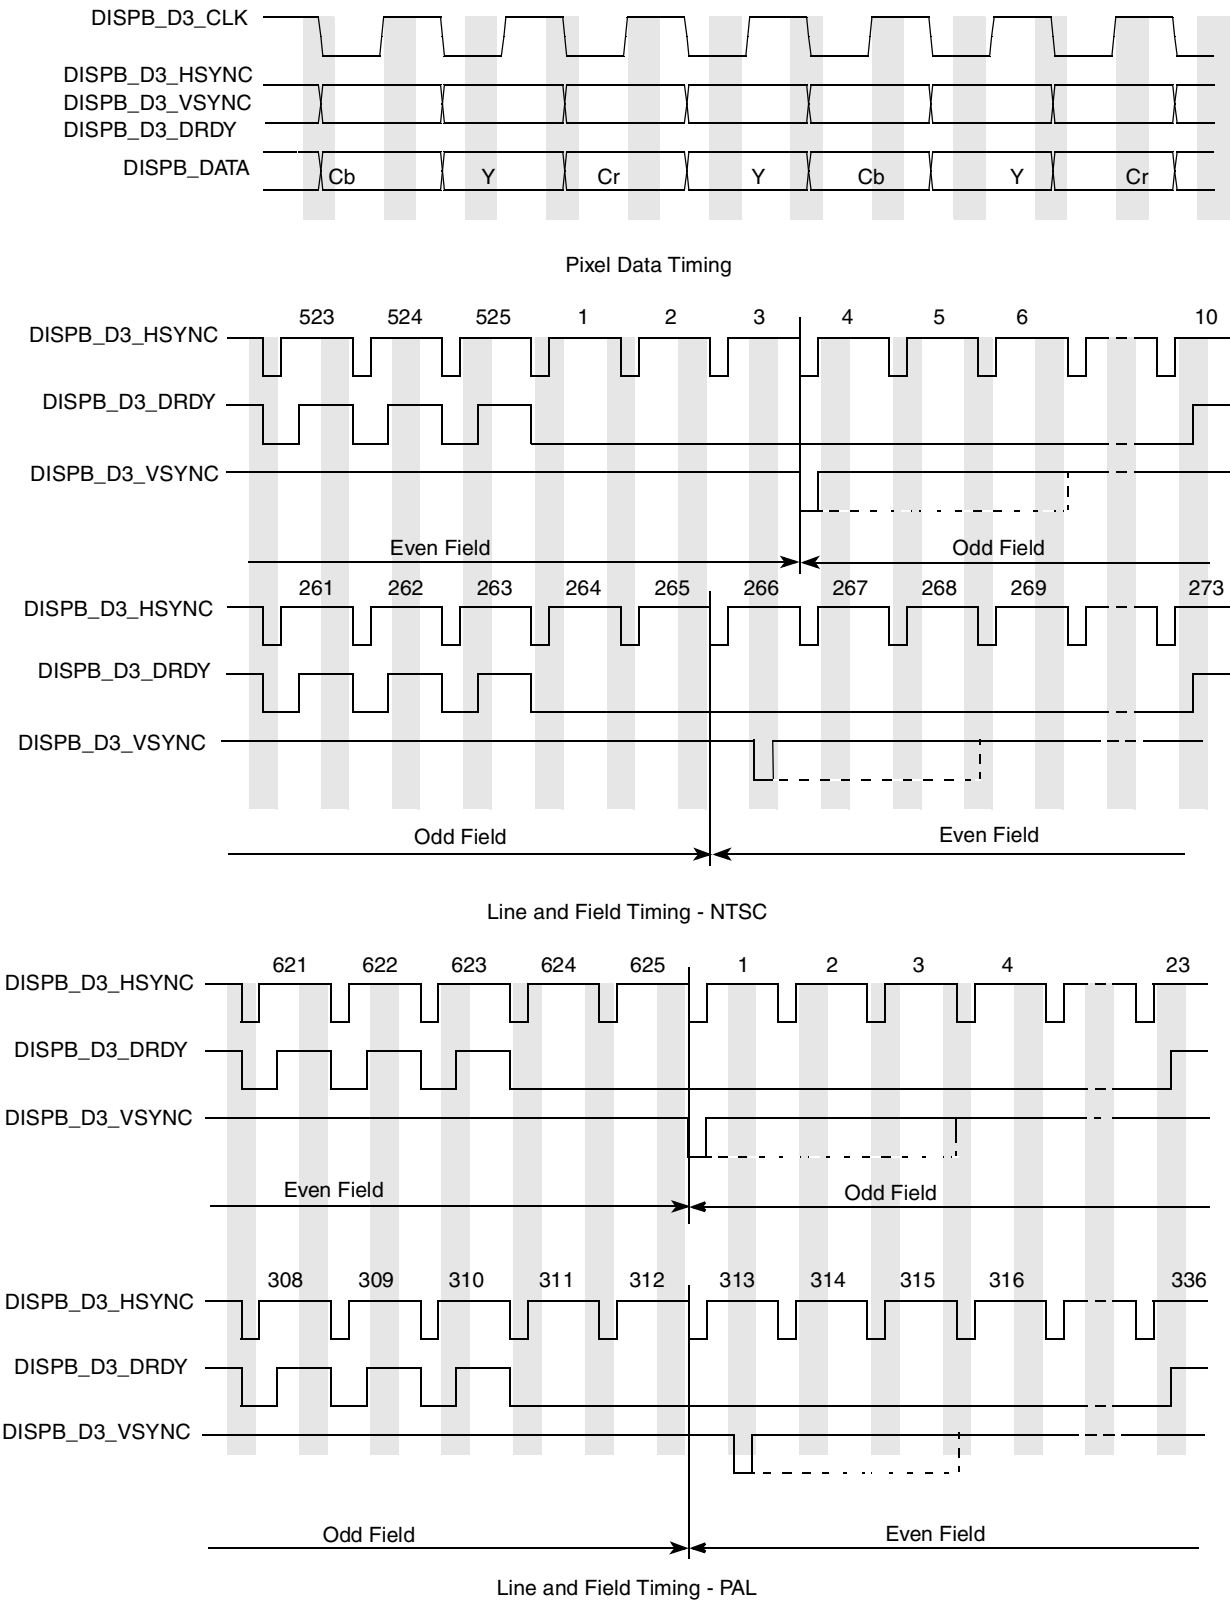 DISPB_D3_CLK
DISPB_D3_HSYNC
DISPB_D3_VSYNC
DISPB_D3_DRDY
DISPB_DATA Cb Y Cr Y Cb Y Cr
Pixel Data Timing
523 524 525 1 2 3 4 5 6 10
DISPB_D3_HSYNC
DISPB_D3_DRDY
DISPB_D3_VSYNC
Even Field Odd Field
261 262 263 264 265 266 267 268 269 273
DISPB_D3_HSYNC
DISPB_D3_DRDY
DISPB_D3_VSYNC
Odd Field Even Field
Line and Field Timing - NTSC
621 622 623 624 625 1 2 3 4 23
DISPB_D3_HSYNC
DISPB_D3_DRDY
DISPB_D3_VSYNC
Even Field Odd Field
308 309 310 311 312 313 314 315 316 336
DISPB_D3_HSYNC
DISPB_D3_DRDY
DISPB_D3_VSYNC
Odd Field Even Field
Line and Field Timing - PAL